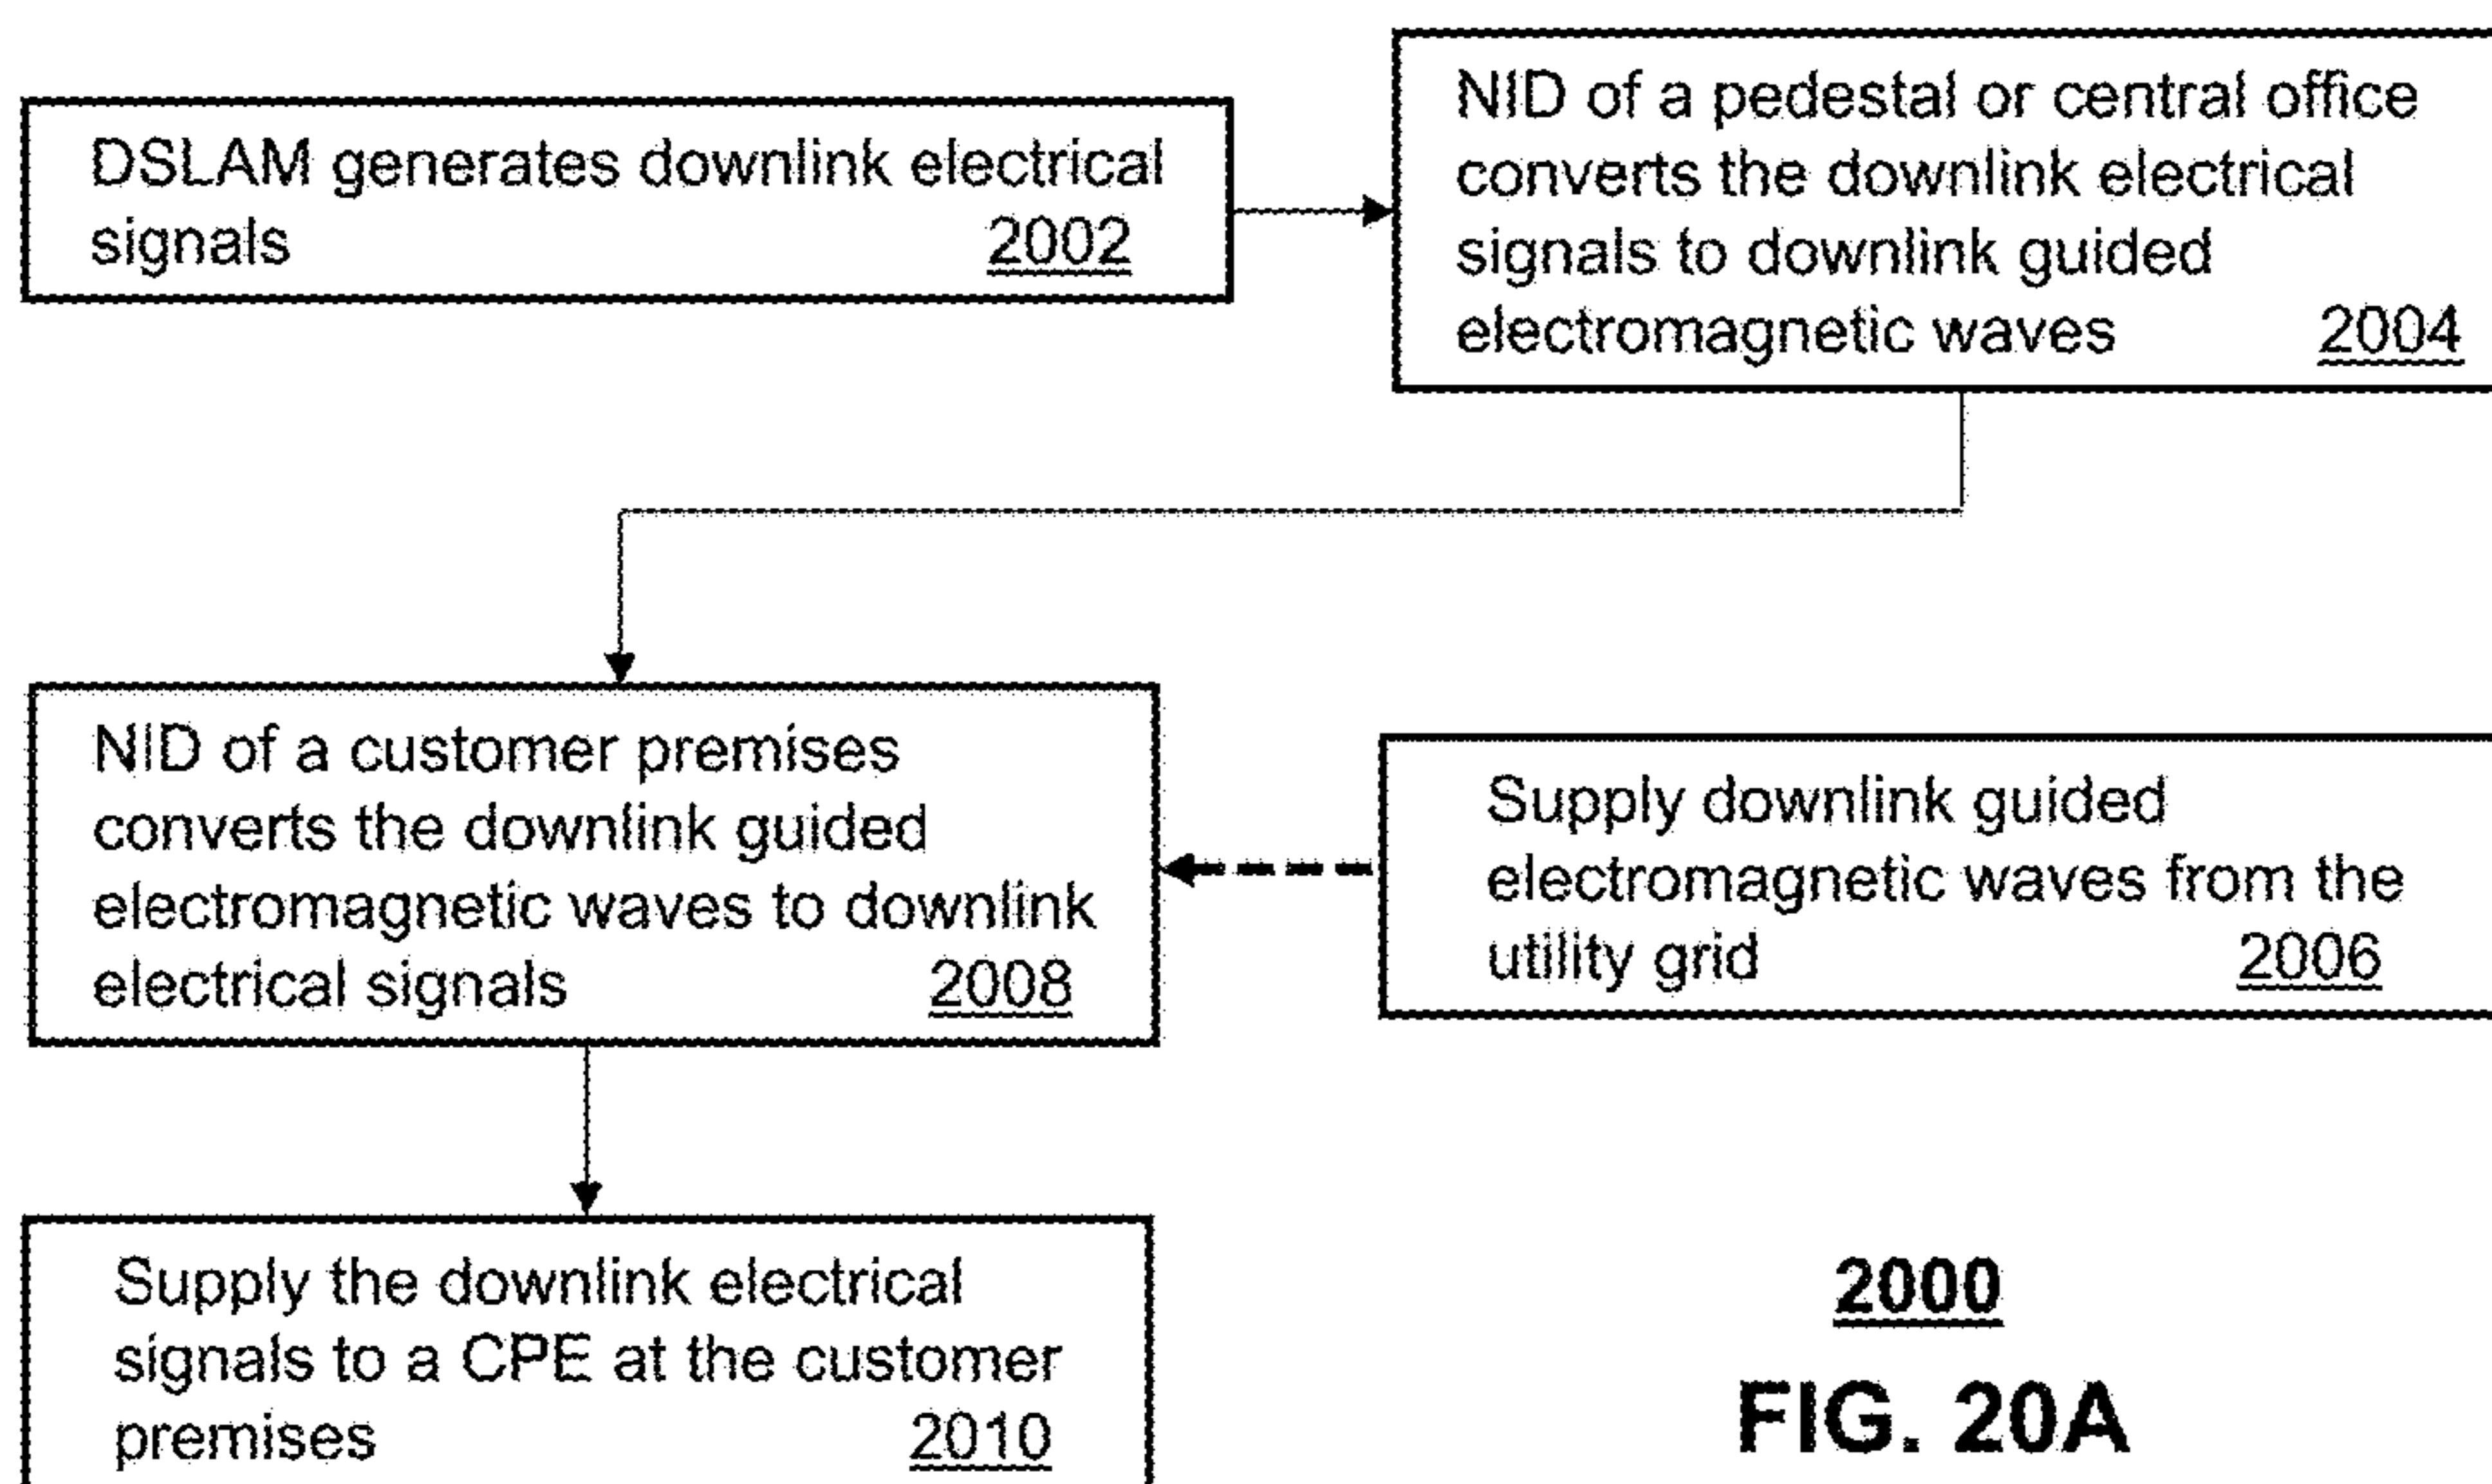 DSLAM generates downlink electrical
signals 2002
NID of a pedestal or central office
converts the downlink electrical
signals to downlink guided
electromagnetic waves 2004
NID of a customer premises
converts the downlink guided
electromagnetic waves to downlink
electrical signals 2008
Supply downlink guided
electromagnetic waves from the
utility grid 2006
Supply the downlink electrical
signals to a CPE at the customer
premises 2010
2000
FIG. 20A